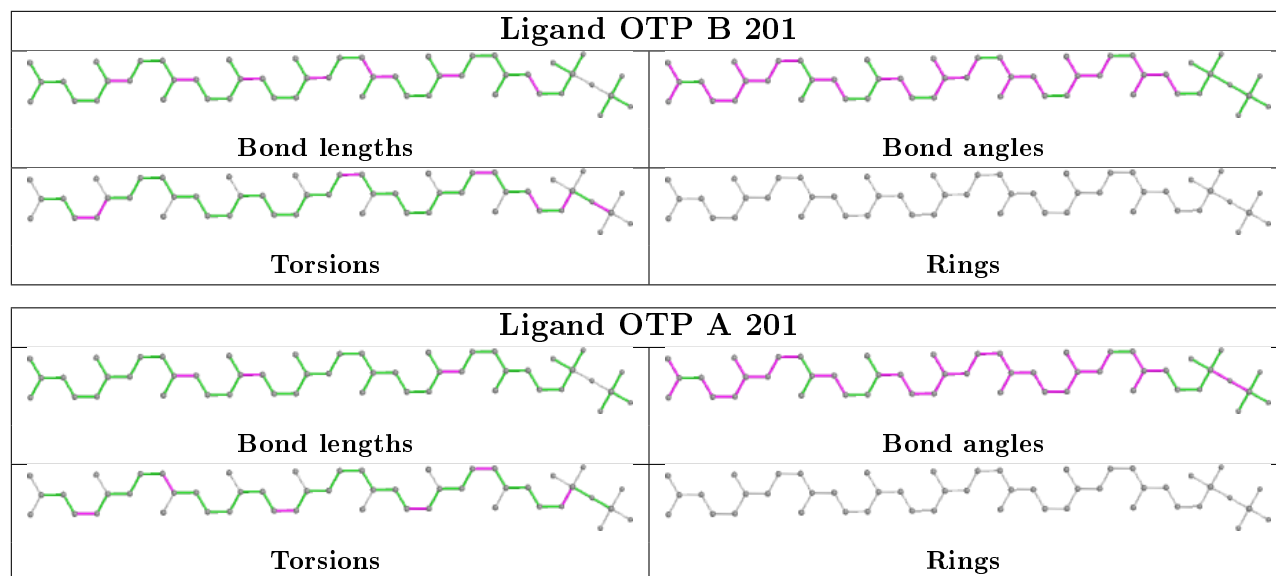 Ligand OTP B 201
Bond lengths
Bond angles
Torsions
Rings
Ligand OTP A 201
Bond lengths
Bond angles
Torsions
Rings